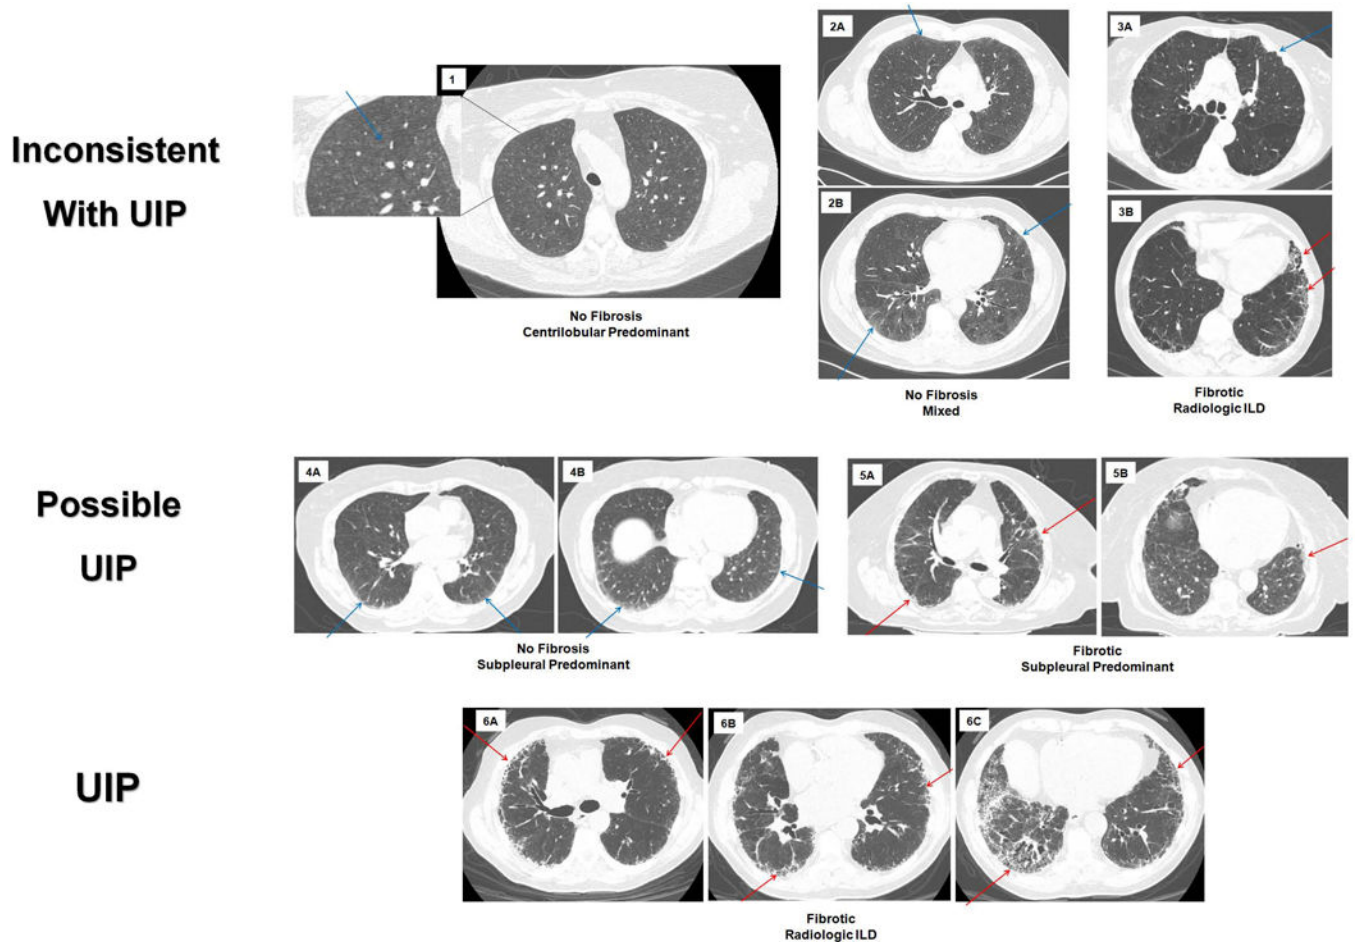 Inconsistent
With UIP
1
No Fibrosis
Centrilobular Predominant
2A
2B
No Fibrosis
Mixed
3A
3B
Fibrotic
Radiologic ILD
Possible
UIP
4A
4B
No Fibrosis
Subpleural Predominant
5A
5B
Fibrotic
Subpleural Predominant
UIP
6A
6B
6C
Fibrotic
Radiologic ILD